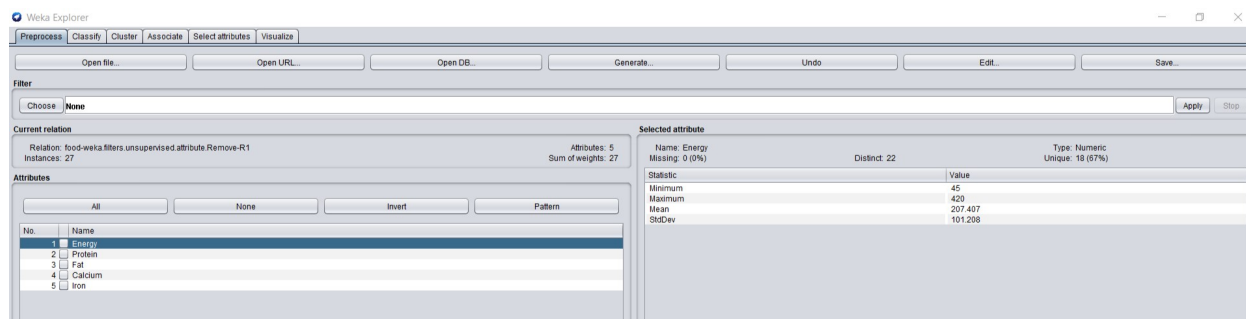 Weka Explorer
Preprocess Classify Cluster Associate Select attributes Visualize
Open file... Open URL... Open DB... Generate... Undo Edit... Save...
Filter
Choose None Apply Stop
Current relation
Relation: food-weka.filters.unsupervised.attribute.Remove-R1 Attributes: 5
Instances: 27 Sum of weights: 27
Attributes
All None Invert Pattern
No. Name
1 Energy
2 Protein
3 Fat
4 Calcium
5 Iron
Selected attribute
Name: Energy Type: Numeric
Missing: 0 (0%) Distinct: 22 Unique: 18 (67%)
Statistic Value
Minimum 45
Maximum 420
Mean 207.407
StdDev 101.208